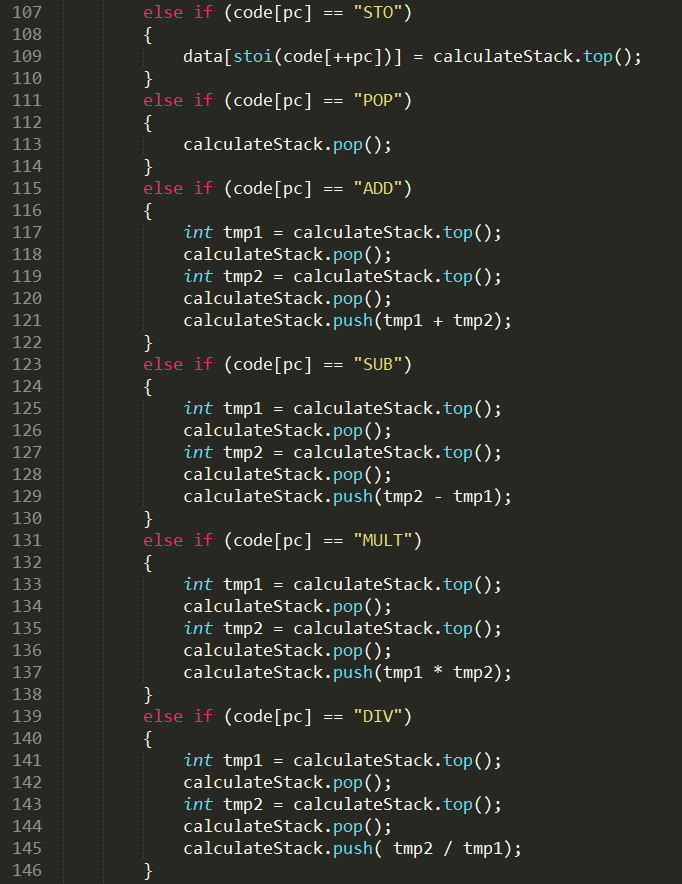 107 else if (code[pc] == "STO")
108 {
109 data[stoi(code[++pc])] = calculateStack.top();
110 }
111 else if (code[pc] == "POP")
112 {
113 calculateStack.pop();
114 }
115 else if (code[pc] == "ADD")
116 {
117 int tmp1 = calculateStack.top();
118 calculateStack.pop();
119 int tmp2 = calculateStack.top();
120 calculateStack.pop();
121 calculateStack.push(tmp1 + tmp2);
122 }
123 else if (code[pc] == "SUB")
124 {
125 int tmp1 = calculateStack.top();
126 calculateStack.pop();
127 int tmp2 = calculateStack.top();
128 calculateStack.pop();
129 calculateStack.push(tmp2 - tmp1);
130 }
131 else if (code[pc] == "MULT")
132 {
133 int tmp1 = calculateStack.top();
134 calculateStack.pop();
135 int tmp2 = calculateStack.top();
136 calculateStack.pop();
137 calculateStack.push(tmp1 * tmp2);
138 }
139 else if (code[pc] == "DIV")
140 {
141 int tmp1 = calculateStack.top();
142 calculateStack.pop();
143 int tmp2 = calculateStack.top();
144 calculateStack.pop();
145 calculateStack.push( tmp2 / tmp1);
146 }